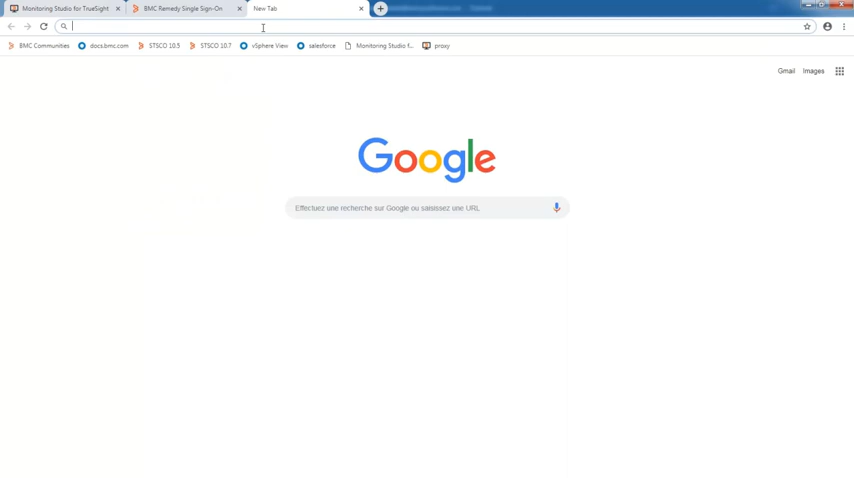 Monitoring Studio for TrueSight
BMC Remedy Single Sign-On
New Tab
BMC Communities
docs.bmc.com
STSCO 10.5
STSCO 10.7
vSphere View
salesforce
Monitoring Studio f...
proxy
Gmail
Images
Google
Effectuez une recherche sur Google ou saisissez une URL